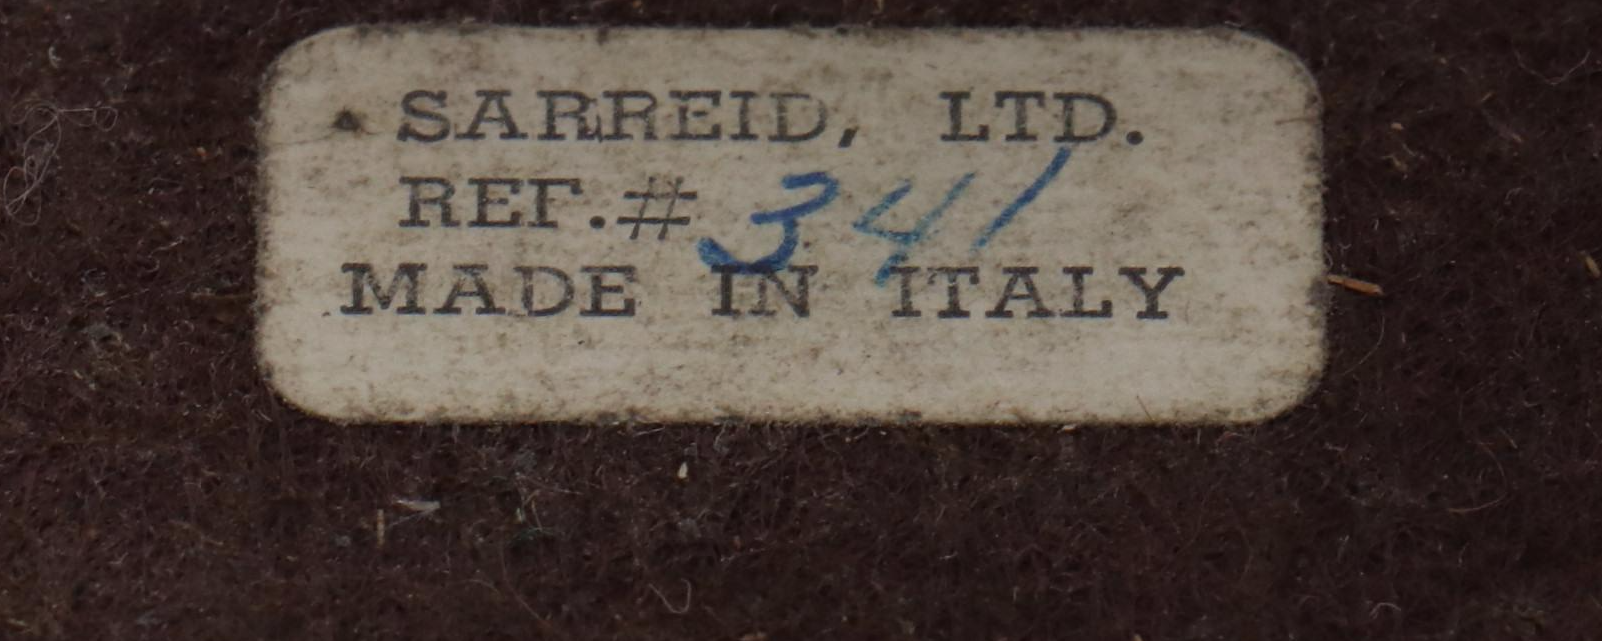 SARREID, LTD.
REF.# 341
MADE IN ITALY